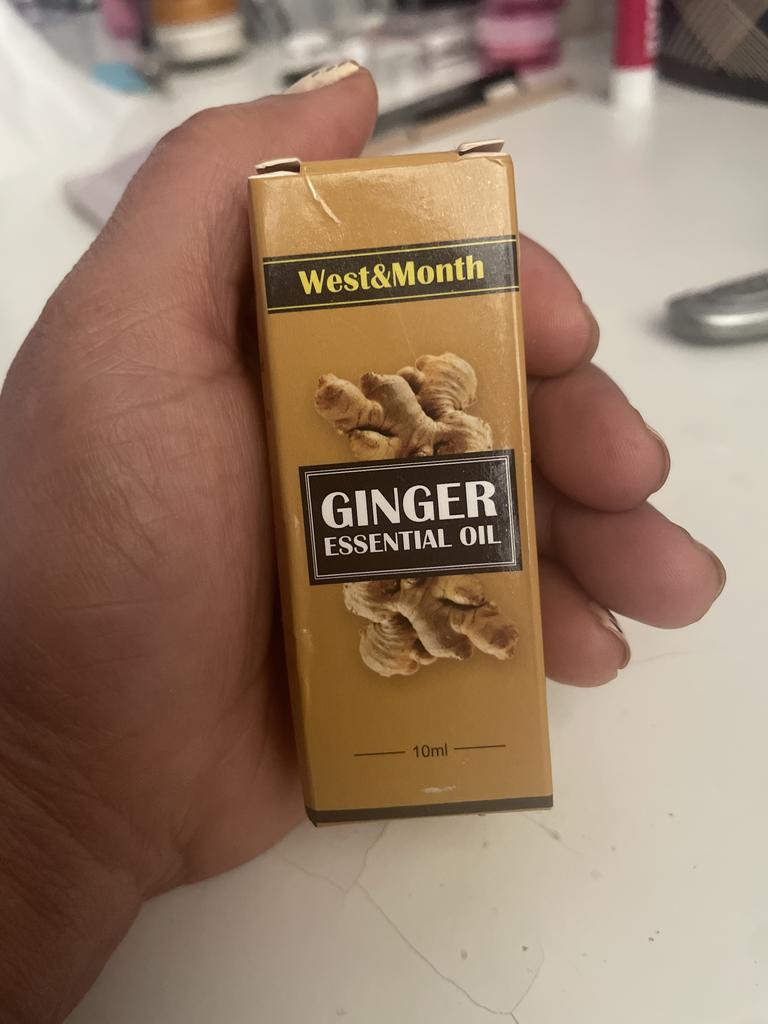 West&Month
GINGER
ESSENTIAL OIL
10ml